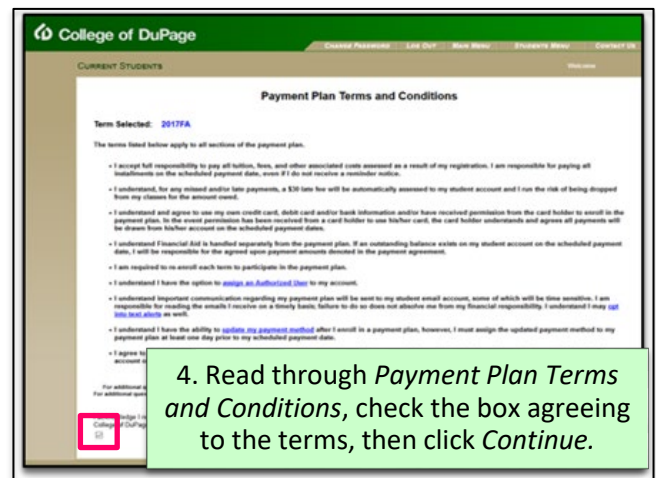 College of DuPage
CHANGE PASSWORD LOG OUT MAIN MENU STUDENTS MENU CONTACT US
CURRENT STUDENTS Welcome
Payment Plan Terms and Conditions
Term Selected: 2017FA
The terms listed below apply to all sections of the payment plan.
• I accept full responsibility to pay all tuition, fees, and other associated costs assessed as a result of my registration. I am responsible for paying all
installments on the scheduled payment date, even if I do not receive a reminder notice.
• I understand, for any missed and/or late payments, a $30 late fee will be automatically assessed to my student account and I run the risk of being dropped
from my classes for the amount owed.
• I understand and agree to use my own credit card, debit card and/or bank information and/or have received permission from the card holder to enroll in the
payment plan. In the event permission has been received from a card holder to use his/her card, the card holder understands and agrees all payments will
be drawn from his/her account on the scheduled payment dates.
• I understand Financial Aid is handled separately from the payment plan. If an outstanding balance exists on my student account on the scheduled payment
date, I will be responsible for the agreed upon payment amounts denoted in the payment agreement.
• I am required to re-enroll each term to participate in the payment plan.
• I understand I have the option to assign an Authorized User to my account.
• I understand important communication regarding my payment plan will be sent to my student email account, some of which will be time sensitive. I am
responsible for reading the emails I receive on a timely basis; failure to do so does not absolve me from my financial responsibility. I understand I may opt
into text alerts as well.
• I understand I have the ability to update my payment method after I enroll in a payment plan, however, I must assign the updated payment method to my
payment plan at least one day prior to my scheduled payment date.
• I agree to
account
For additional
For additional
College of DuPage
4. Read through Payment Plan Terms
and Conditions, check the box agreeing
to the terms, then click Continue.